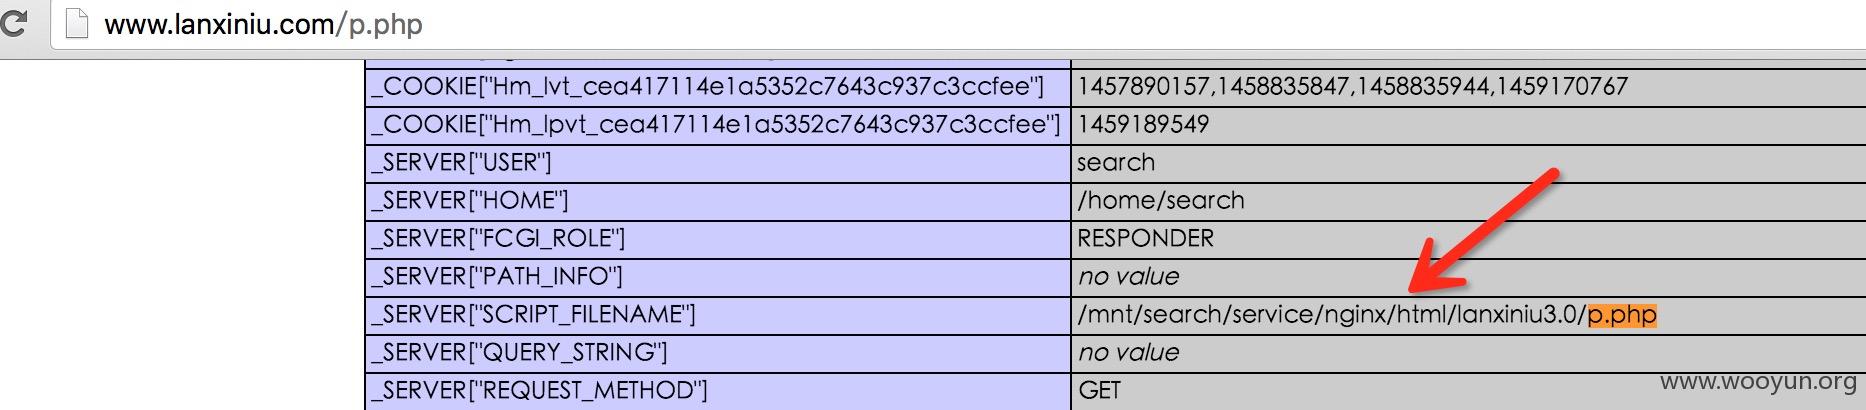 www.lanxiniu.com/p.php
_COOKIE["Hm_lvt_cea417114e1a5352c7643c937c3ccfee"] 1457890157,1458835847,1458835944,1459170767
_COOKIE["Hm_lpvt_cea417114e1a5352c7643c937c3ccfee"] 1459189549
_SERVER["USER"] search
_SERVER["HOME"] /home/search
_SERVER["FCGI_ROLE"] RESPONDER
_SERVER["PATH_INFO"] no value
_SERVER["SCRIPT_FILENAME"] /mnt/search/service/nginx/html/lanxiniu3.0/p.php
_SERVER["QUERY_STRING"] no value
_SERVER["REQUEST_METHOD"] GET
www.wooyun.org